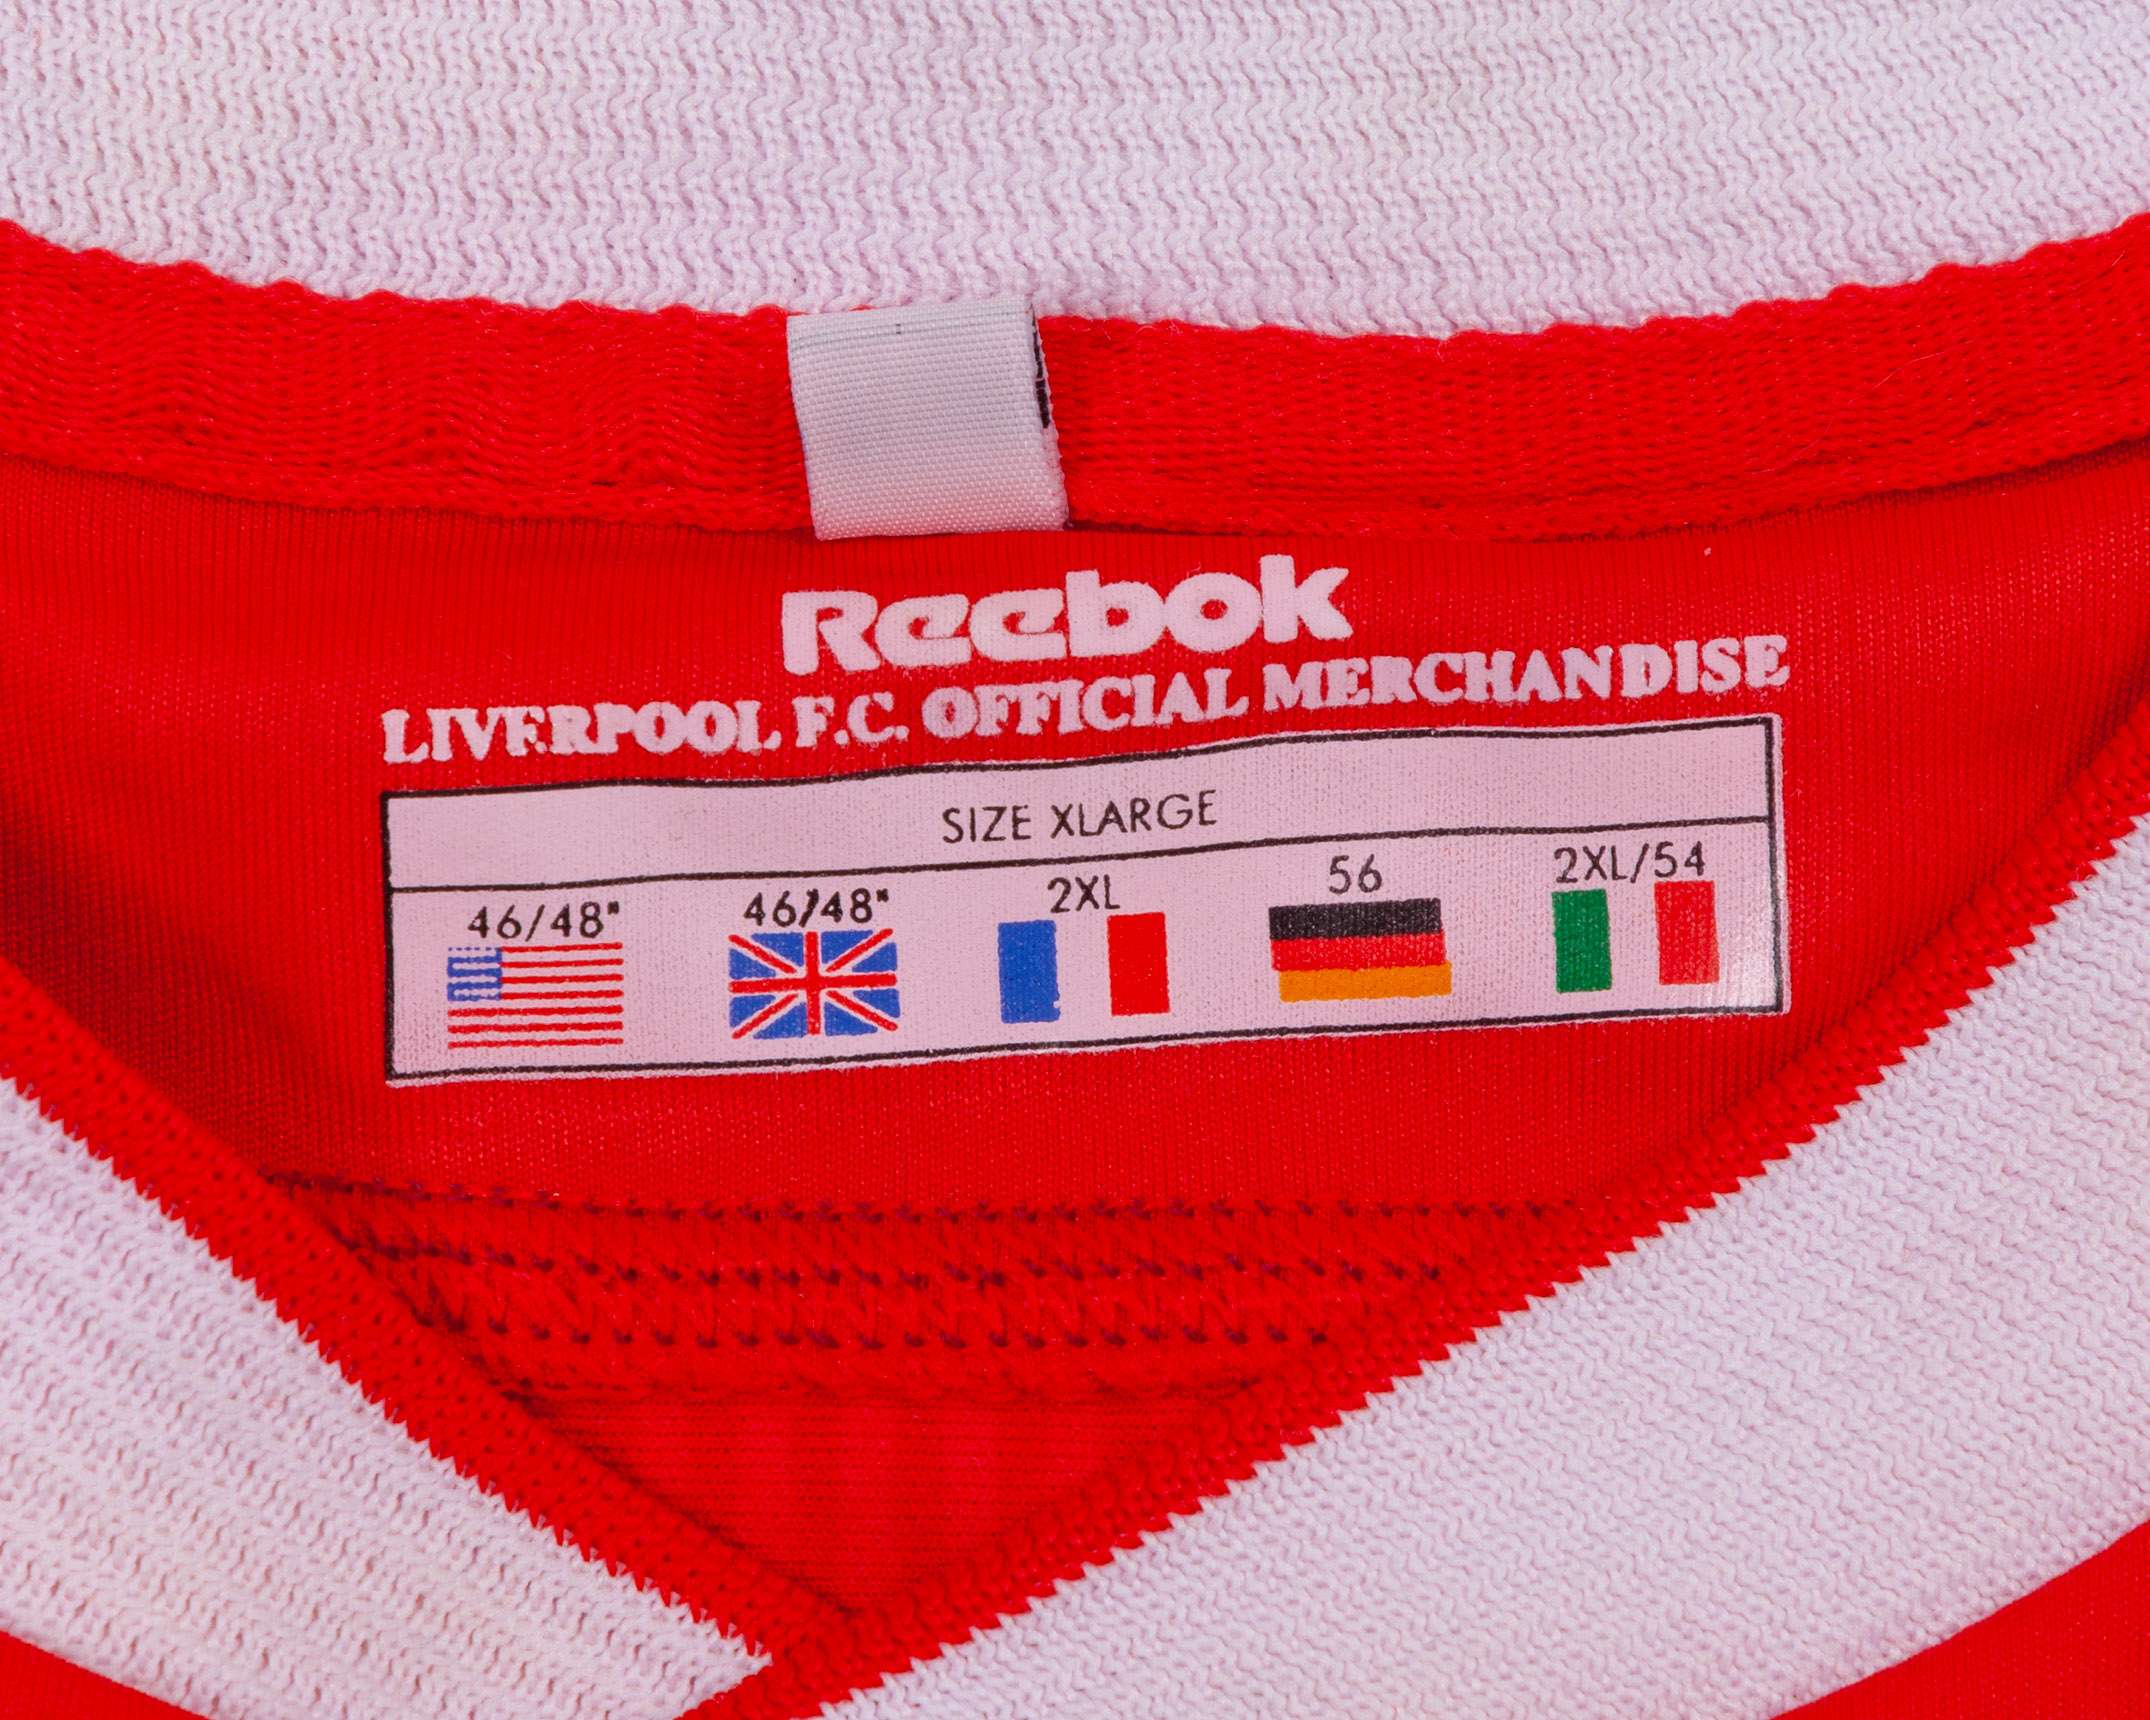 Reebok
LIVERPOOL F.C. OFFICIAL MERCHANDISE
SIZE XLARGE
46/48" 46/48" 2XL 56 2XL/54